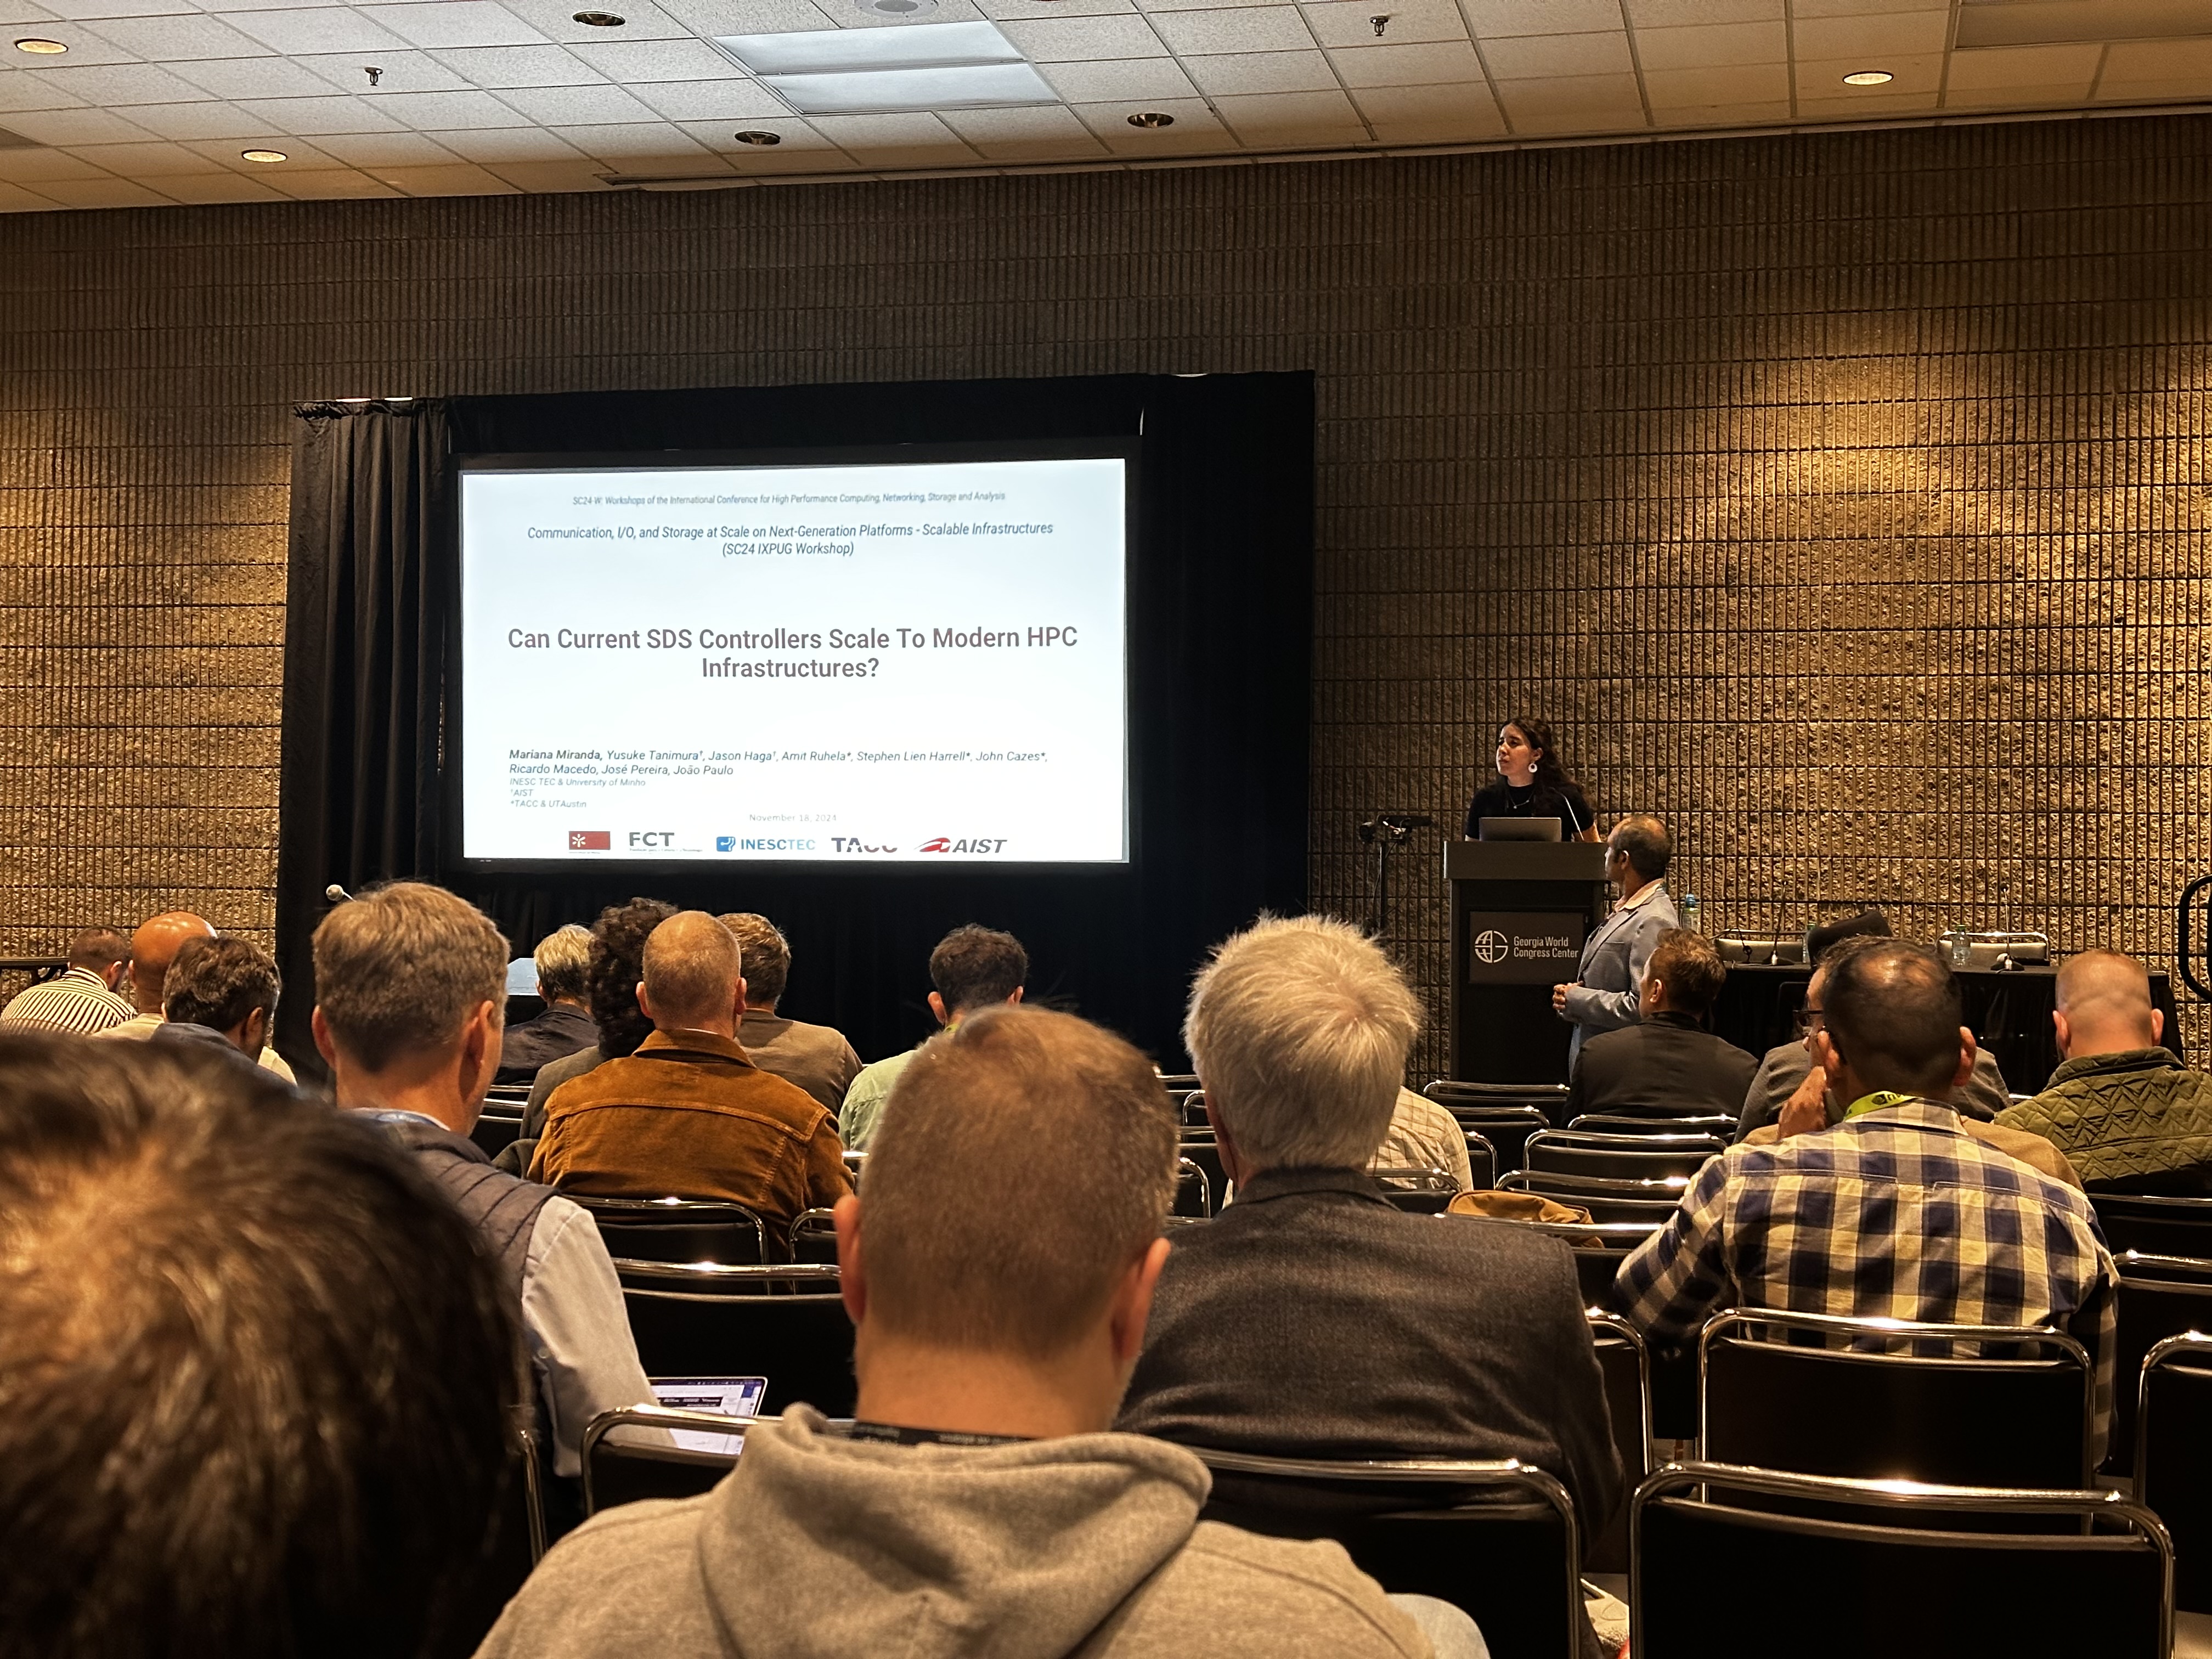 SC24-W: Workshops of the International Conference for High Performance Computing, Networking, Storage and Analysis
Communication, I/O, and Storage at Scale on Next-Generation Platforms - Scalable Infrastructures
(SC24 IXPUG Workshop)
Can Current SDS Controllers Scale To Modern HPC
Infrastructures?
Mariana Miranda, Yusuke Tanimura†, Jason Haga†, Amit Ruhela*, Stephen Lien Harrell*, John Cazes*,
Ricardo Macedo, José Pereira, João Paulo
INESC TEC & University of Minho
†AIST
*TACC & UTAustin
November 18, 2024
FCT
INESCTEC
TACC
AIST
Georgia World
Congress Center